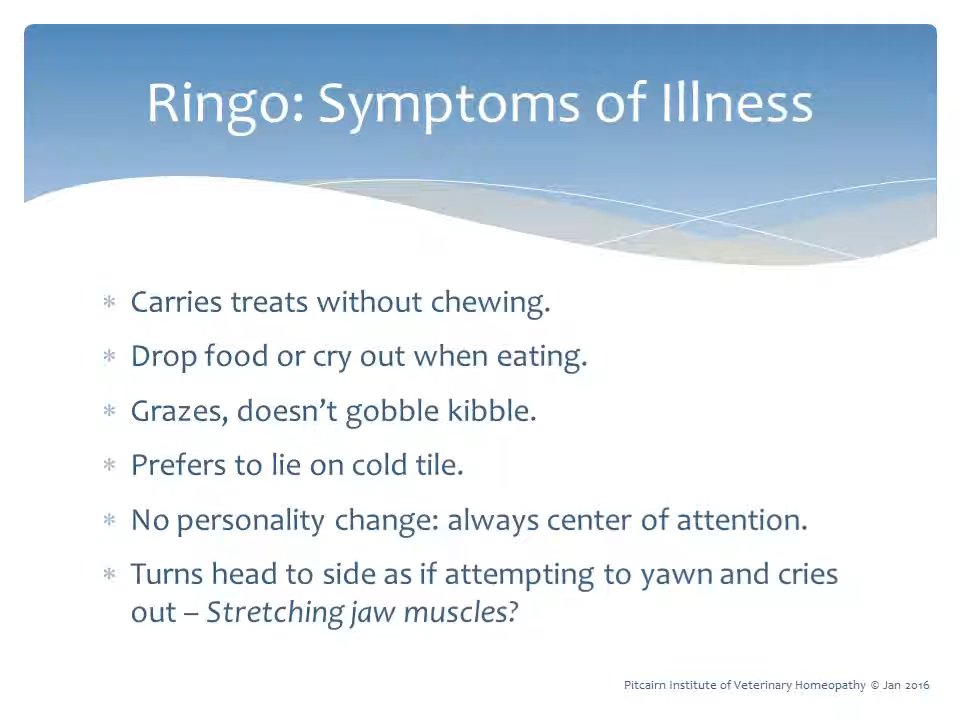 Ringo: Symptoms of Illness
* Carries treats without chewing.
* Drop food or cry out when eating.
* Grazes, doesn’t gobble kibble.
* Prefers to lie on cold tile.
* No personality change: always center of attention.
* Turns head to side as if attempting to yawn and cries
out – Stretching jaw muscles?
Pitcairn Institute of Veterinary Homeopathy © Jan 2016